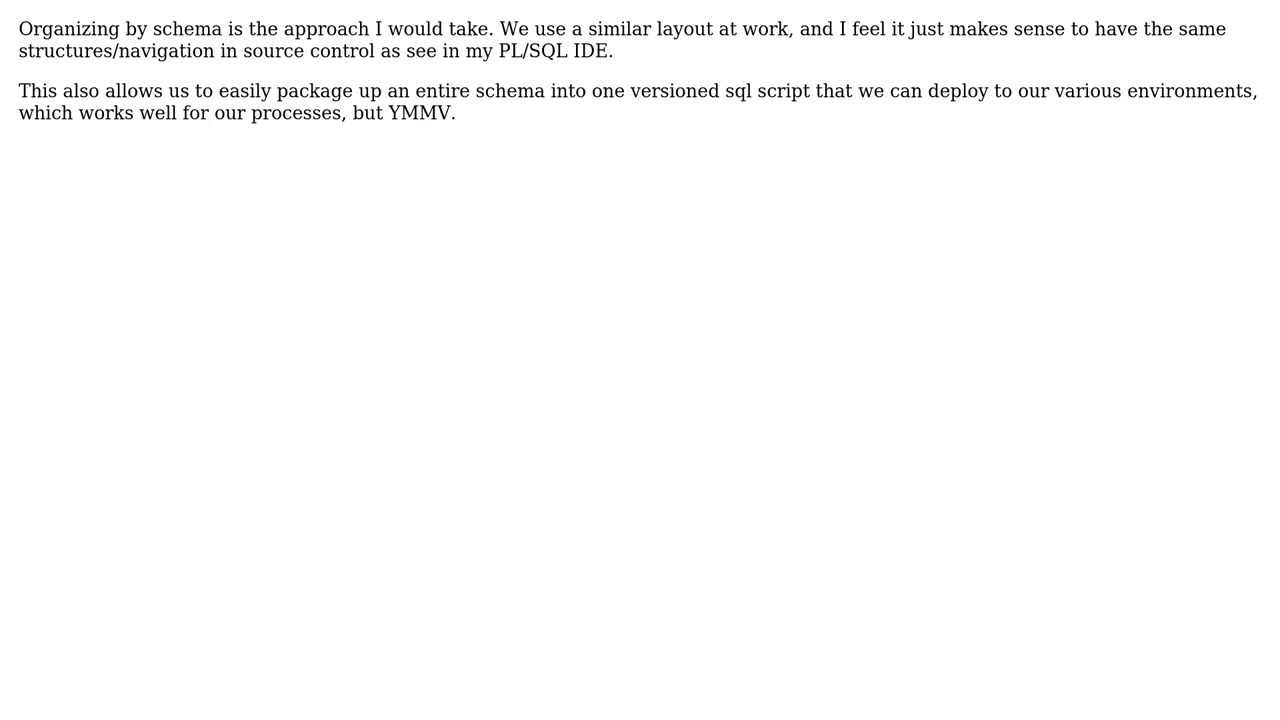 Organizing by schema is the approach I would take. We use a similar layout at work, and I feel it just makes sense to have the same
structures/navigation in source control as see in my PL/SQL IDE.
This also allows us to easily package up an entire schema into one versioned sql script that we can deploy to our various environments,
which works well for our processes, but YMMV.